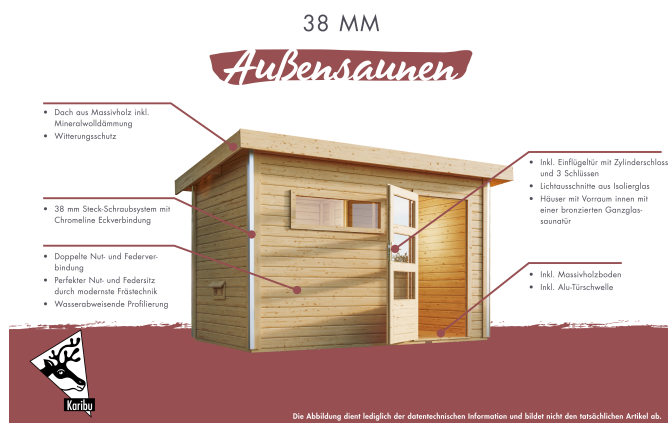 38 MM
Außensaunen
• Dach aus Massivholz inkl.
Mineralwolldämmung
• Witterungsschutz
• 38 mm Steck-Schraubsystem mit
Chromeline Eckverbindung
• Doppelte Nut- und Federver-
bindung
• Perfekter Nut- und Federsitz
durch modernste Frästechnik
• Wasserabweisende Profilierung
• Inkl. Einflügeltür mit Zylinderschloss
und 3 Schlüssen
• Lichtausschnitte aus Isolierglas
• Häuser mit Vorraum innen mit
einer bronzierten Ganzglas-
saunatür
• Inkl. Massivholzboden
• Inkl. Alu-Türschwelle
Karibu
Die Abbildung dient lediglich der datentechnischen Information und bildet nicht den tatsächlichen Artikel ab.